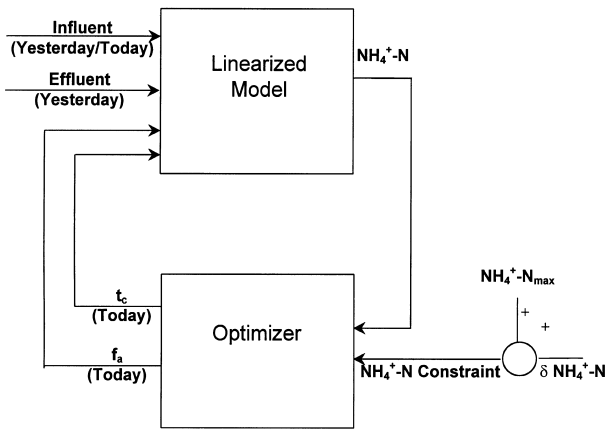 Influent
(Yesterday/Today)
Effluent
(Yesterday)
Linearized
Model
NH₄⁺-N
tc
(Today)
fa
(Today)
Optimizer
NH₄⁺-Nmax
+
+
NH₄⁺-N Constraint
δ NH₄⁺-N